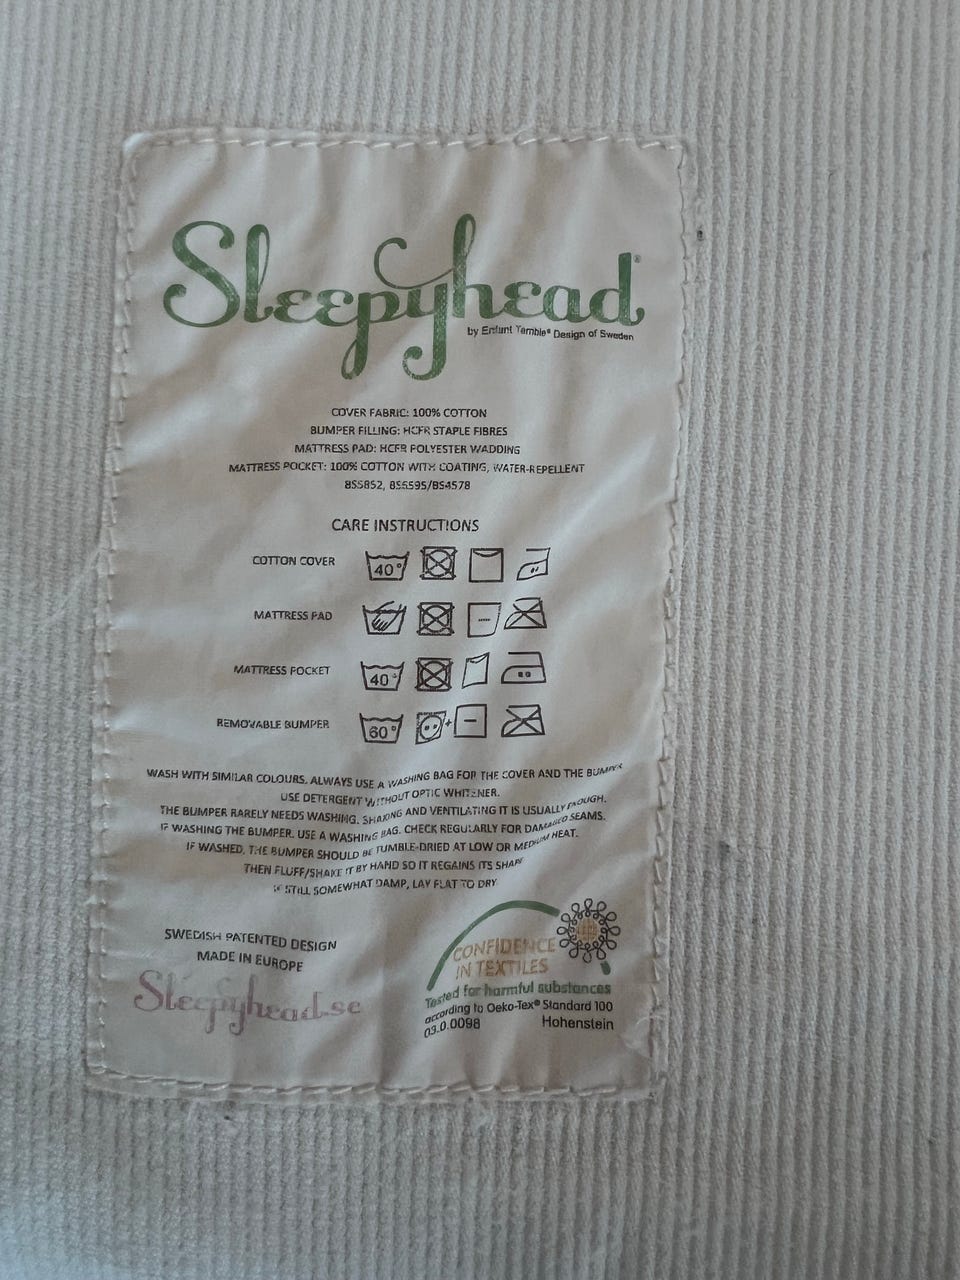 Sleepyhead®
by Enfant Terrible® Design of Sweden
COVER FABRIC: 100% COTTON
BUMPER FILLING: HCFR STAPLE FIBRES
MATTRESS PAD: HCFR POLYESTER WADDING
MATTRESS POCKET: 100% COTTON WITH COATING, WATER-REPELLENT
BS5852, BS6595/BS4578
CARE INSTRUCTIONS
COTTON COVER 40°
MATTRESS PAD
MATTRESS POCKET 40°
REMOVABLE BUMPER 60°
WASH WITH SIMILAR COLOURS. ALWAYS USE A WASHING BAG FOR THE COVER AND THE BUMPER
USE DETERGENT WITHOUT OPTIC WHITENER.
THE BUMPER RARELY NEEDS WASHING. SHAKING AND VENTILATING IT IS USUALLY ENOUGH.
IF WASHING THE BUMPER. USE A WASHING BAG. CHECK REGULARLY FOR DAMAGED SEAMS.
IF WASHED, THE BUMPER SHOULD BE TUMBLE-DRIED AT LOW OR MEDIUM HEAT.
THEN FLUFF/SHAKE IT BY HAND SO IT REGAINS ITS SHAPE
IF STILL SOMEWHAT DAMP, LAY FLAT TO DRY
SWEDISH PATENTED DESIGN
MADE IN EUROPE
Sleepyhead.se
CONFIDENCE
IN TEXTILES
Tested for harmful substances
according to Oeko-Tex® Standard 100
03.0.0098 Hohenstein